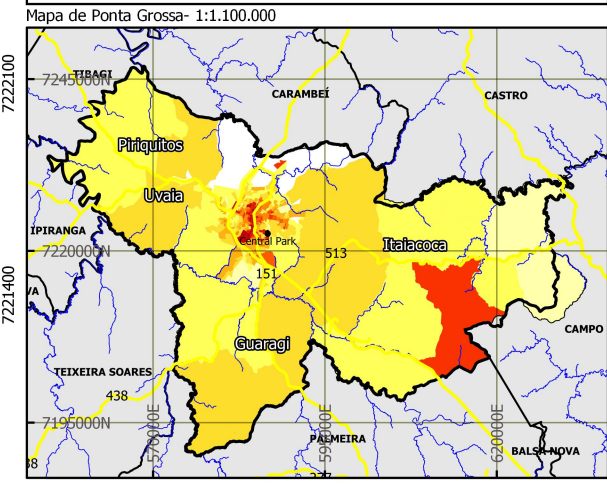 Mapa de Ponta Grossa- 1:1.100.000
7222100
7245000N
TIBAGI
CARAMBEÍ
CASTRO
Piriquitos
Uvaia
IPIRANGA
Central Park
7220000N
513
Itaiacoca
151
VA
7221400
Guaragi
CAMPO
TEIXEIRA SOARES
438
7195000N
570000E
620000E
PALMEIRA
BALSA NOVA